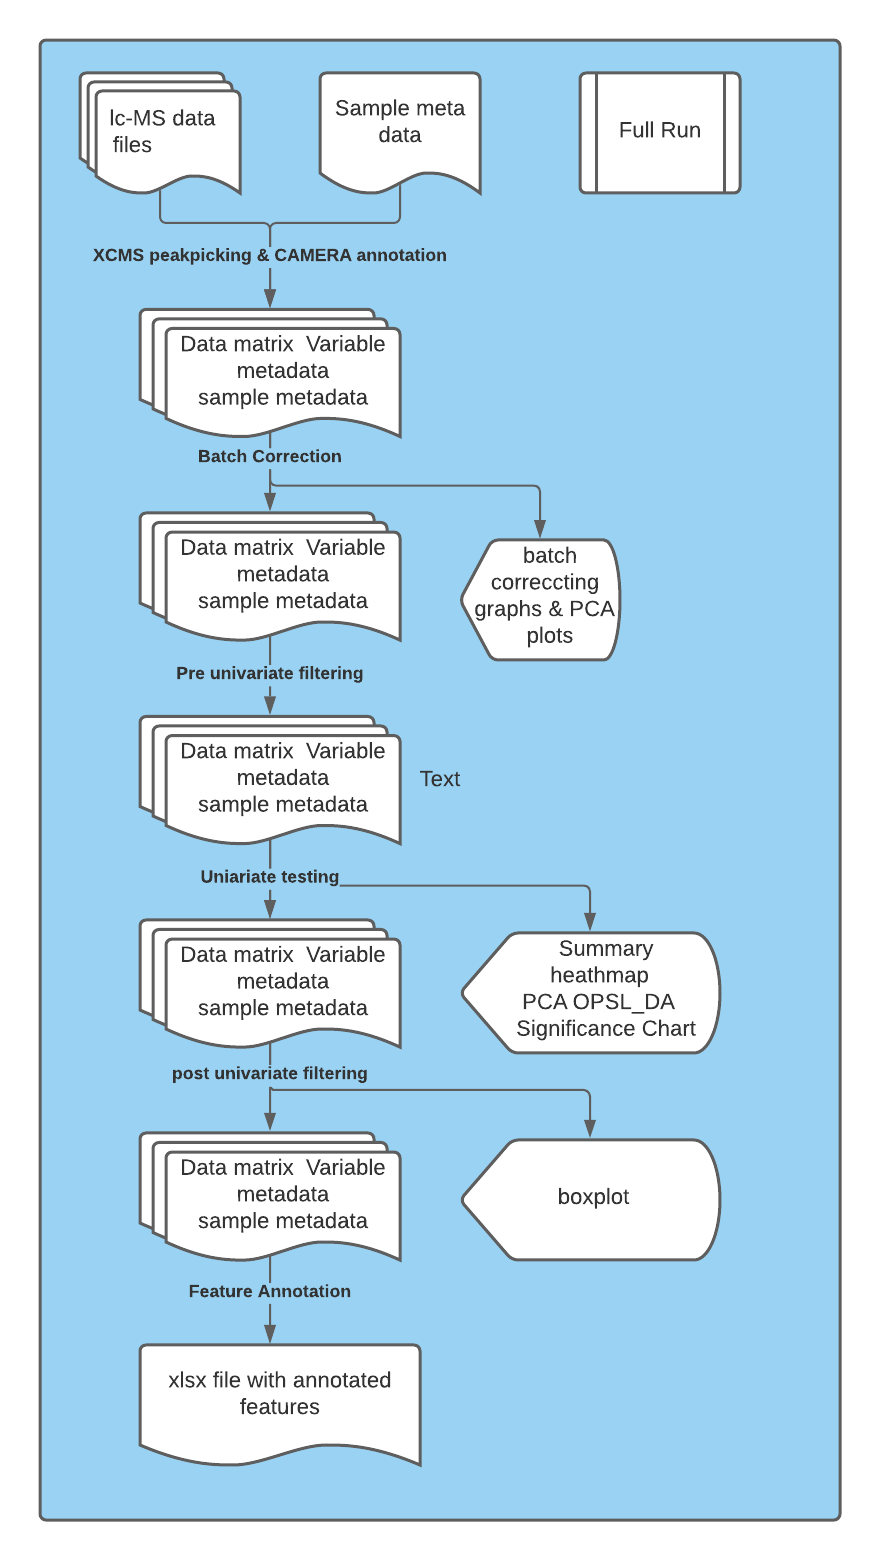 lc-MS data
files
Sample meta
data
Full Run
XCMS peakpicking & CAMERA annotation
Data matrix  Variable
metadata
sample metadata
Batch Correction
Data matrix  Variable
metadata
sample metadata
batch
correccting
graphs & PCA
plots
Pre univariate filtering
Data matrix  Variable
metadata
sample metadata
Text
Uniariate testing
Data matrix  Variable
metadata
sample metadata
Summary
heathmap
PCA OPSL_DA
Significance Chart
post univariate filtering
Data matrix  Variable
metadata
sample metadata
boxplot
Feature Annotation
xlsx file with annotated
features